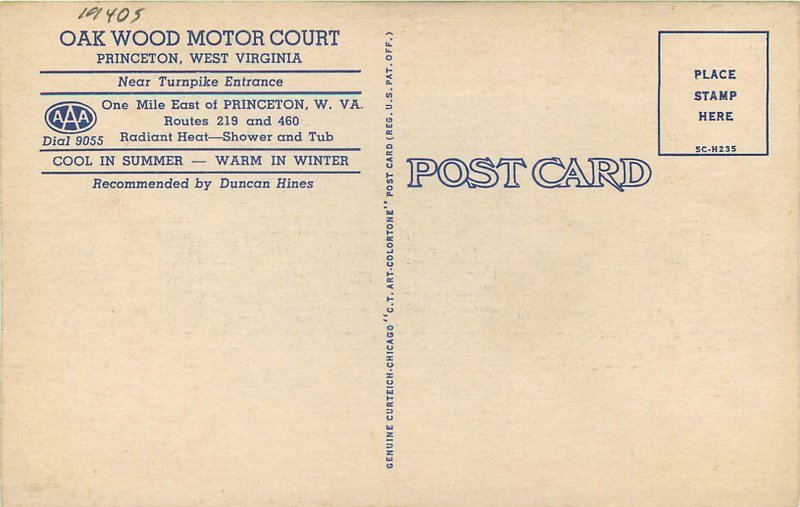 1940s
OAK WOOD MOTOR COURT
PRINCETON, WEST VIRGINIA
Near Turnpike Entrance
AAA
Dial 9055
One Mile East of PRINCETON, W. VA.
Routes 219 and 460
Radiant Heat—Shower and Tub
COOL IN SUMMER — WARM IN WINTER
Recommended by Duncan Hines
GENUINE CURTEICH-CHICAGO "C.T. ART-COLORTONE" POST CARD (REG. U.S. PAT. OFF.)
POST CARD
PLACE
STAMP
HERE
5C-H235